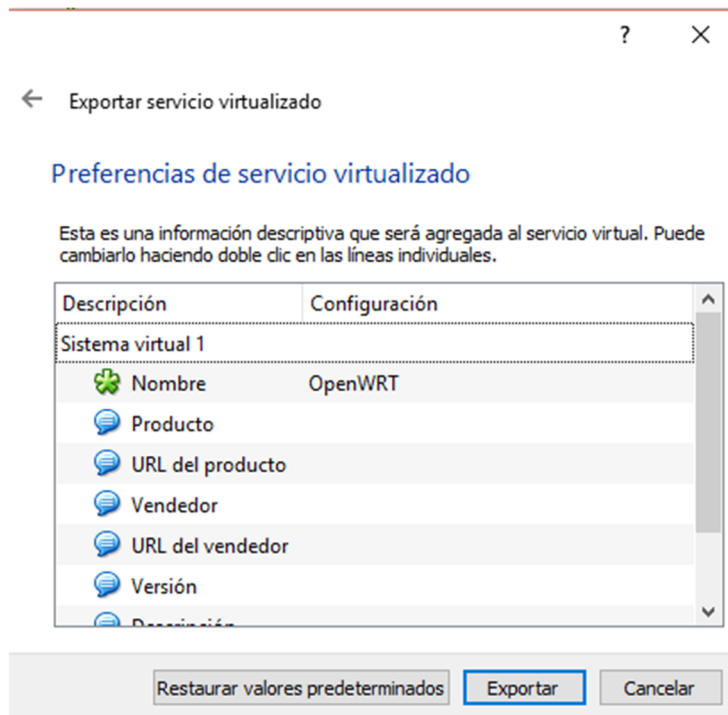 ?
Exportar servicio virtualizado
Preferencias de servicio virtualizado
Esta es una información descriptiva que será agregada al servicio virtual. Puede
cambiarlo haciendo doble clic en las líneas individuales.
Descripción Configuración
Sistema virtual 1
Nombre OpenWRT
Producto
URL del producto
Vendedor
URL del vendedor
Versión
Descripción
Restaurar valores predeterminados Exportar Cancelar